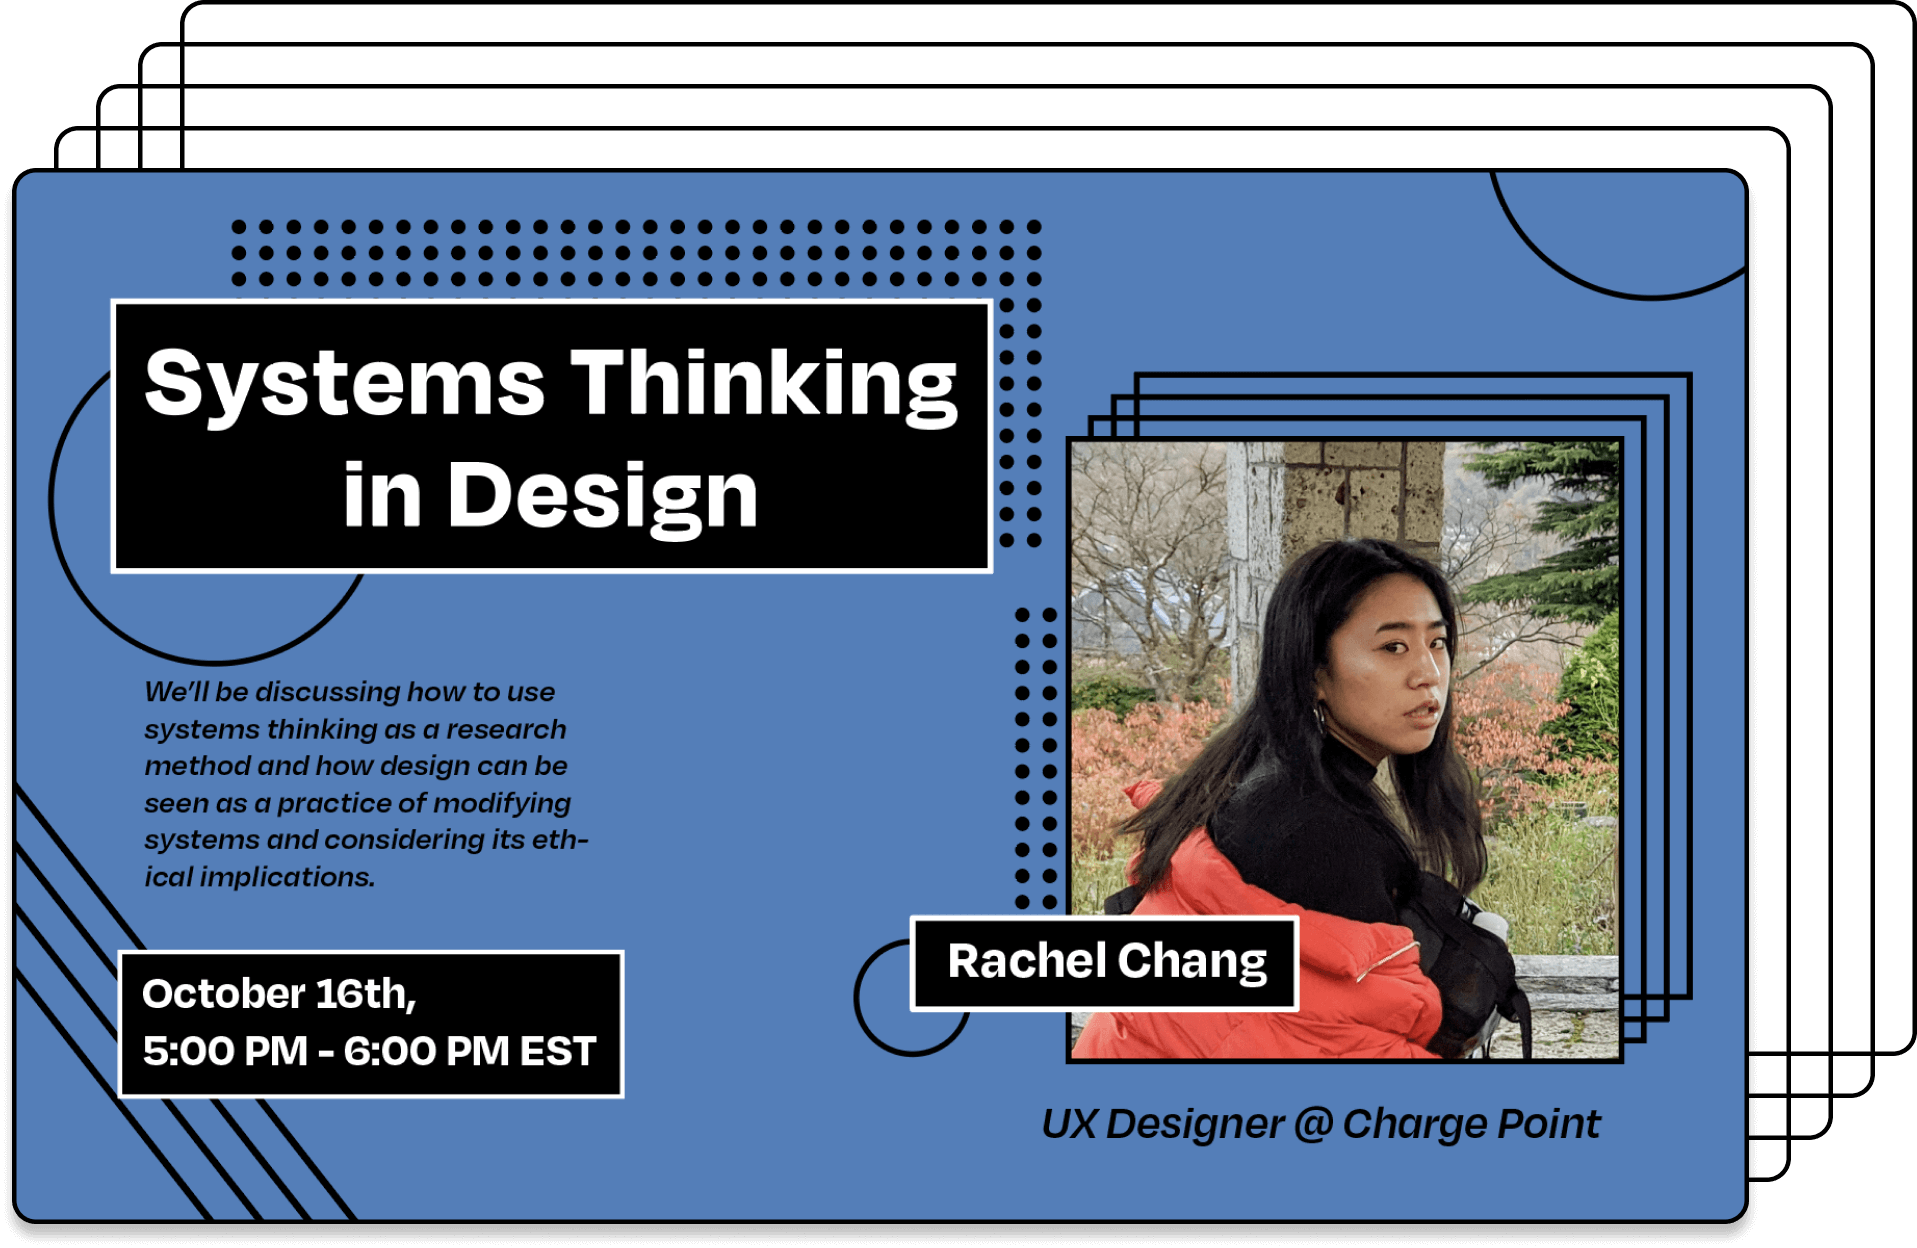 Systems Thinking
in Design
We'll be discussing how to use
systems thinking as a research
method and how design can be
seen as a practice of modifying
systems and considering its eth-
ical implications.
October 16th,
5:00 PM - 6:00 PM EST
Rachel Chang
UX Designer @ Charge Point